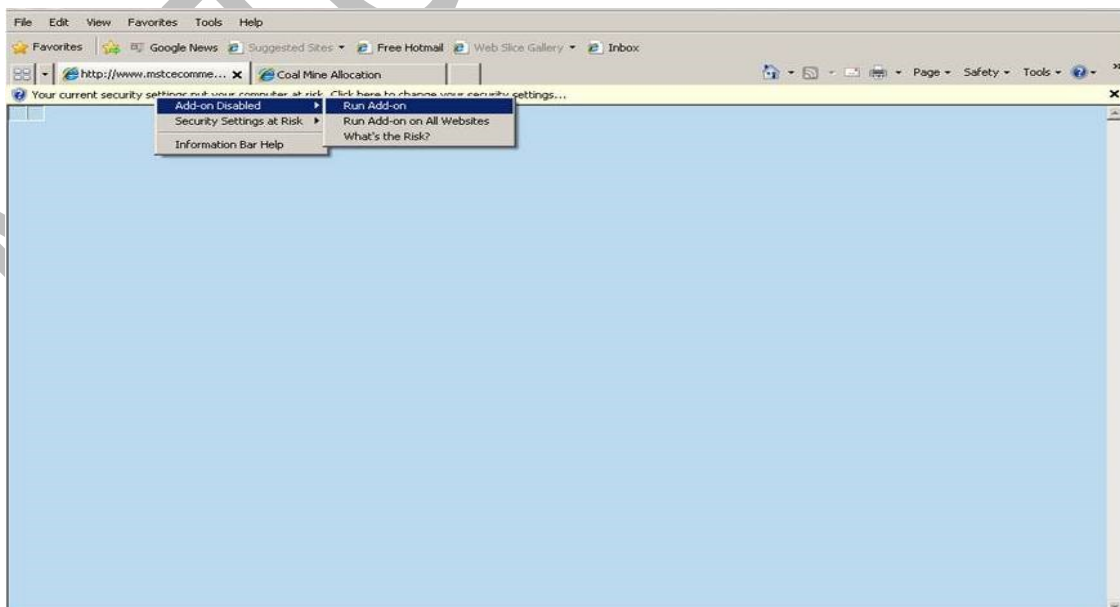 File Edit View Favorites Tools Help
Favorites Google News Suggested Sites Free Hotmail Web Slice Gallery Inbox
http://www.mstcecomme... Coal Mine Allocation Page Safety Tools
Your current security settings put your computer at risk. Click here to change your security settings...
Add-on Disabled Run Add-on
Security Settings at Risk Run Add-on on All Websites
What's the Risk?
Information Bar Help